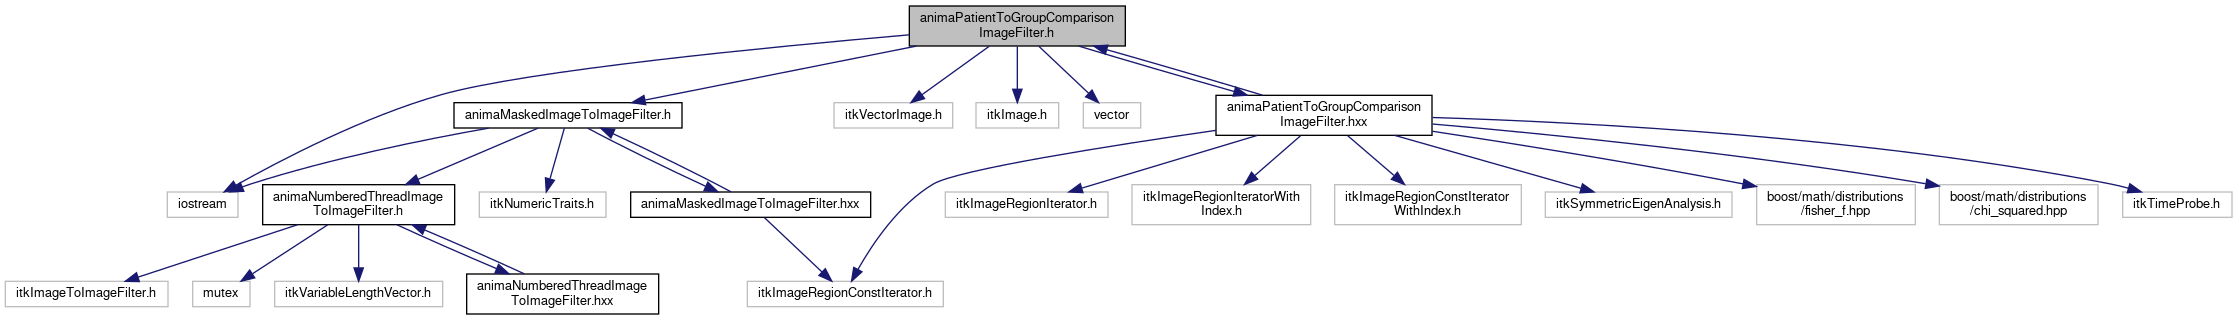 animaPatientToGroupComparison
ImageFilter.h
animaMaskedImageToImageFilter.h
itkVectorImage.h
itkImage.h
vector
animaPatientToGroupComparison
ImageFilter.hxx
iostream
animaNumberedThreadImage
ToImageFilter.h
itkNumericTraits.h
animaMaskedImageToImageFilter.hxx
itkImageRegionIterator.h
itkImageRegionIteratorWith
Index.h
itkImageRegionConstIterator
WithIndex.h
itkSymmetricEigenAnalysis.h
boost/math/distributions
/fisher_f.hpp
boost/math/distributions
/chi_squared.hpp
itkTimeProbe.h
itkImageToImageFilter.h
mutex
itkVariableLengthVector.h
animaNumberedThreadImage
ToImageFilter.hxx
itkImageRegionConstIterator.h